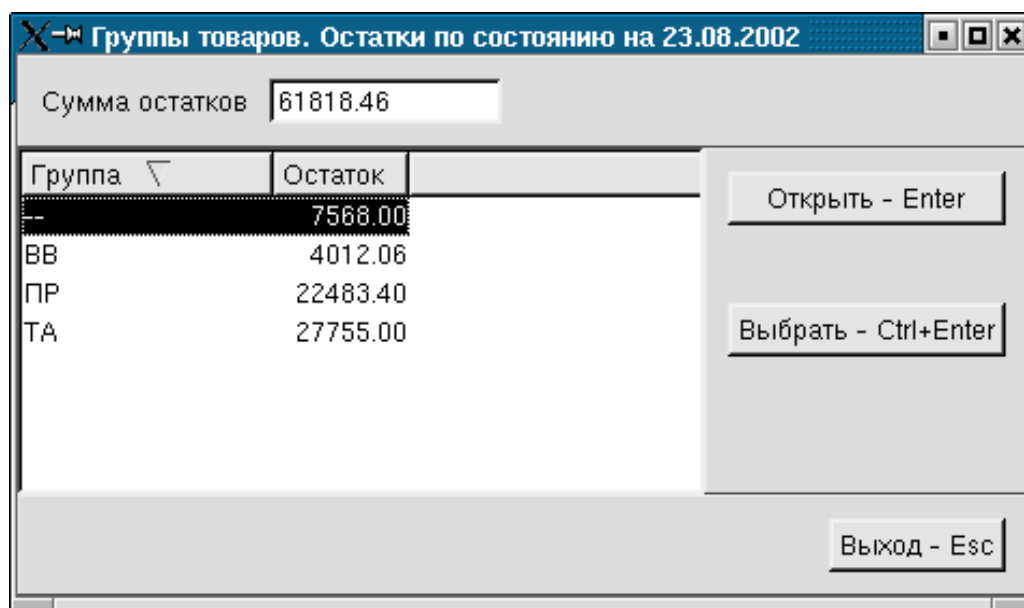 Группы товаров. Остатки по состоянию на 23.08.2002
Сумма остатков 61818.46
Группа Остаток
-- 7568.00
ВВ 4012.06
ПР 22483.40
ТА 27755.00
Открыть - Enter
Выбрать - Ctrl+Enter
Выход - Esc